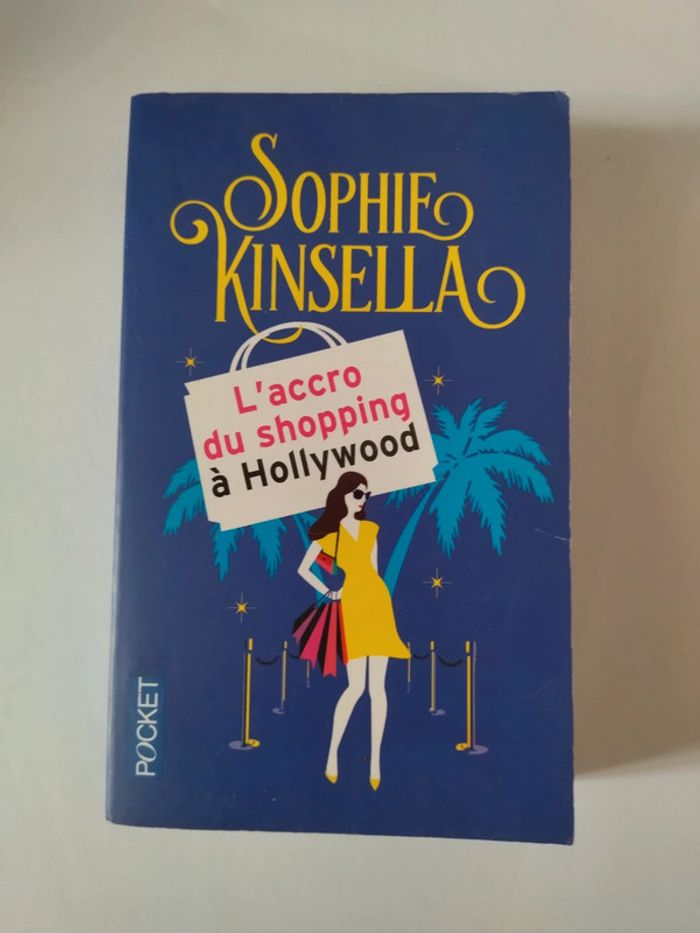 SOPHIE
KINSELLA
L'accro
du shopping
à Hollywood
POCKET